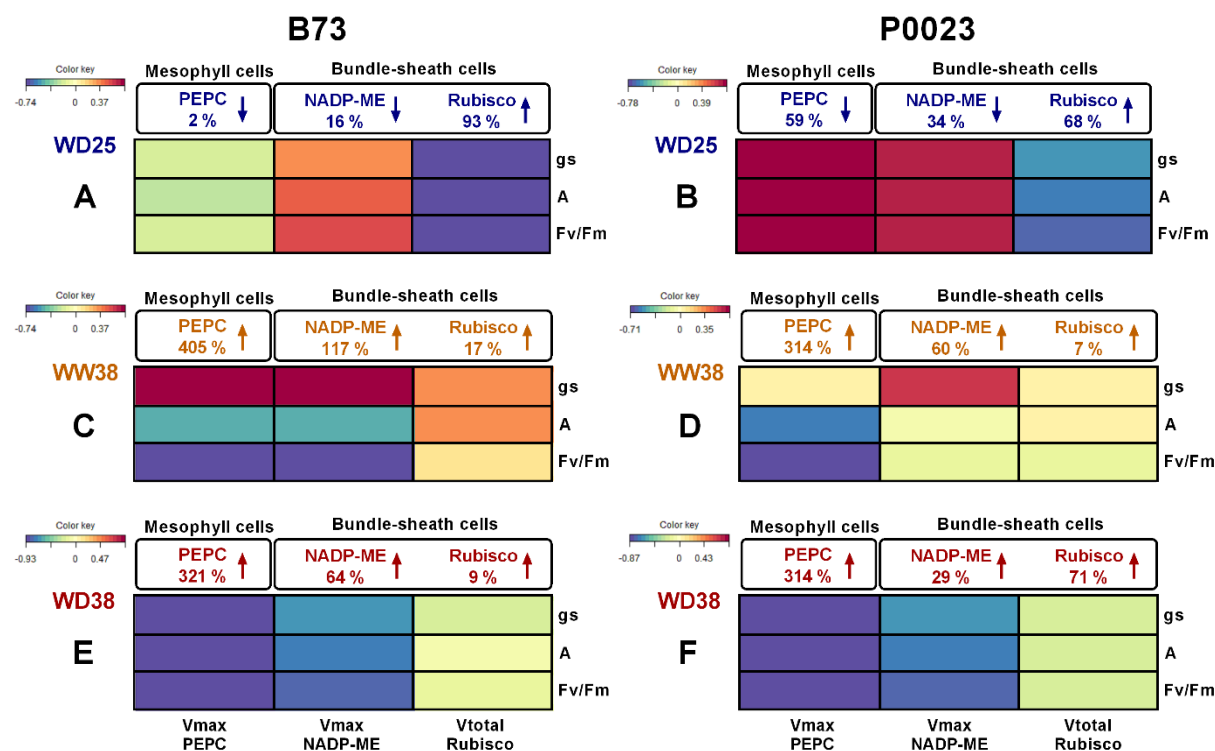 B73
P0023
Color key
-0.74 0 0.37
Mesophyll cells
Bundle-sheath cells
PEPC
2 %
NADP-ME
16 %
Rubisco
93 %
WD25
A
gs
A
Fv/Fm
Color key
-0.78 0 0.39
Mesophyll cells
Bundle-sheath cells
PEPC
59 %
NADP-ME
34 %
Rubisco
68 %
WD25
B
gs
A
Fv/Fm
Color key
-0.74 0 0.37
Mesophyll cells
Bundle-sheath cells
PEPC
405 %
NADP-ME
117 %
Rubisco
17 %
WW38
C
gs
A
Fv/Fm
Color key
-0.71 0 0.35
Mesophyll cells
Bundle-sheath cells
PEPC
314 %
NADP-ME
60 %
Rubisco
7 %
WW38
D
gs
A
Fv/Fm
Color key
-0.93 0 0.47
Mesophyll cells
Bundle-sheath cells
PEPC
321 %
NADP-ME
64 %
Rubisco
9 %
WD38
E
gs
A
Fv/Fm
Vmax
PEPC
Vmax
NADP-ME
Vtotal
Rubisco
Color key
-0.87 0 0.43
Mesophyll cells
Bundle-sheath cells
PEPC
314 %
NADP-ME
29 %
Rubisco
71 %
WD38
F
gs
A
Fv/Fm
Vmax
PEPC
Vmax
NADP-ME
Vtotal
Rubisco